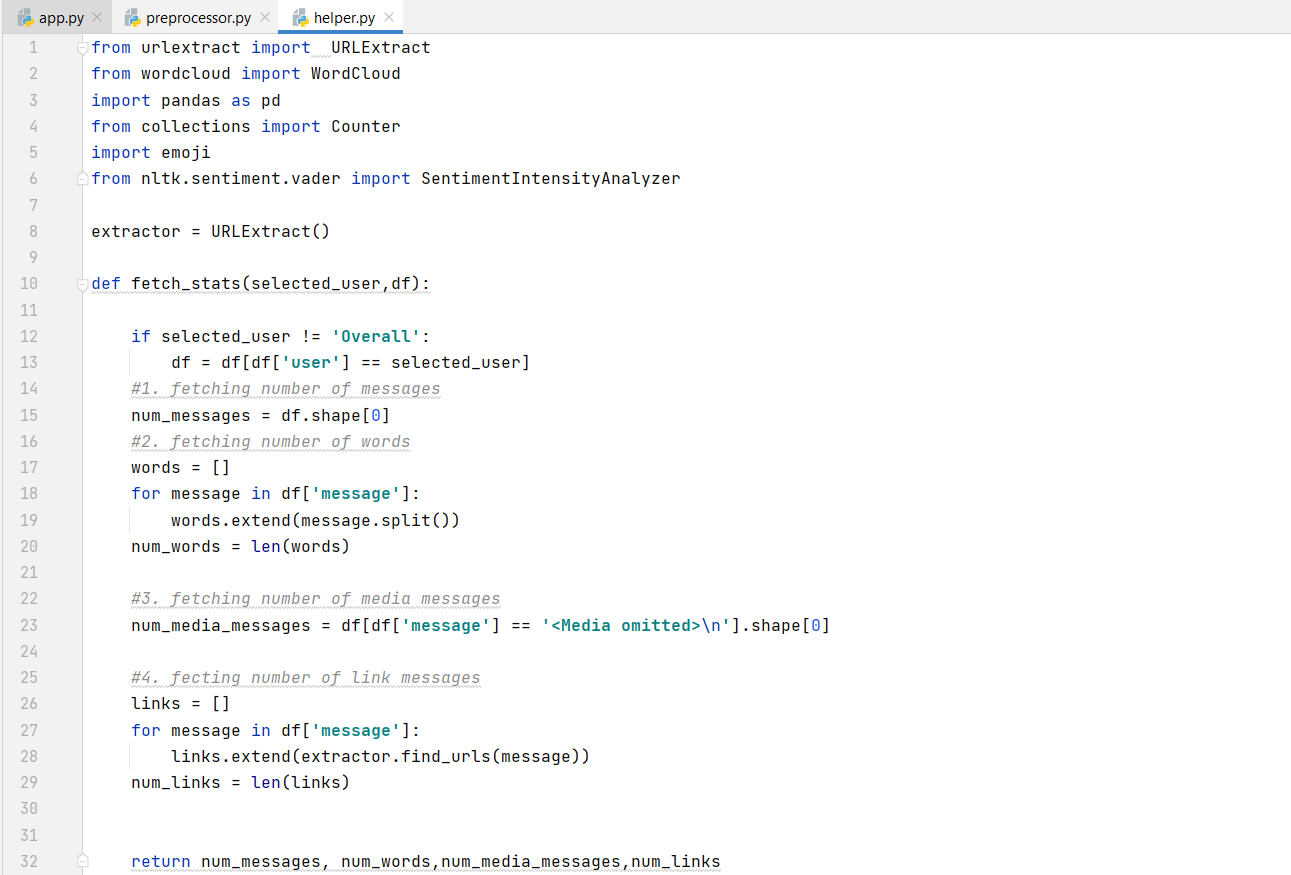 app.py preprocessor.py helper.py
1 from urlextract import  URLExtract
2 from wordcloud import WordCloud
3 import pandas as pd
4 from collections import Counter
5 import emoji
6 from nltk.sentiment.vader import SentimentIntensityAnalyzer
7
8 extractor = URLExtract()
9
10 def fetch_stats(selected_user,df):
11
12     if selected_user != 'Overall':
13         df = df[df['user'] == selected_user]
14     #1. fetching number of messages
15     num_messages = df.shape[0]
16     #2. fetching number of words
17     words = []
18     for message in df['message']:
19         words.extend(message.split())
20     num_words = len(words)
21
22     #3. fetching number of media messages
23     num_media_messages = df[df['message'] == '<Media omitted>\n'].shape[0]
24
25     #4. fecting number of link messages
26     links = []
27     for message in df['message']:
28         links.extend(extractor.find_urls(message))
29     num_links = len(links)
30
31
32     return num_messages, num_words,num_media_messages,num_links